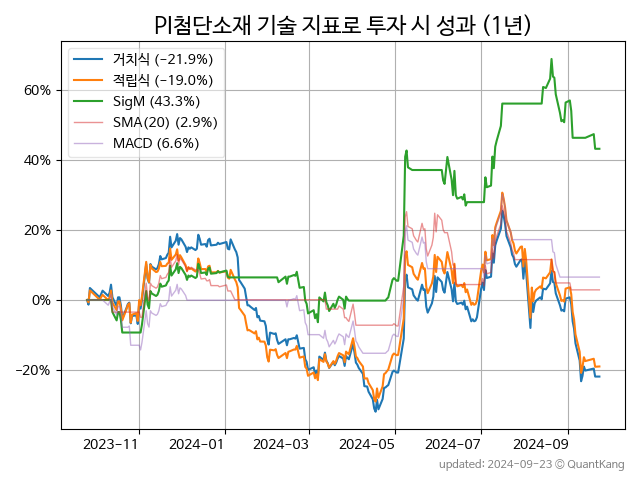 PI첨단소재 기술 지표로 투자 시 성과 (1년)
거치식 (−21.9%)
적립식 (−19.0%)
SigM (43.3%)
SMA(20) (2.9%)
MACD (6.6%)
60%
40%
20%
0%
−20%
2023−11 2024−01 2024−03 2024−05 2024−07 2024−09
updated: 2024−09−23 © QuantKang